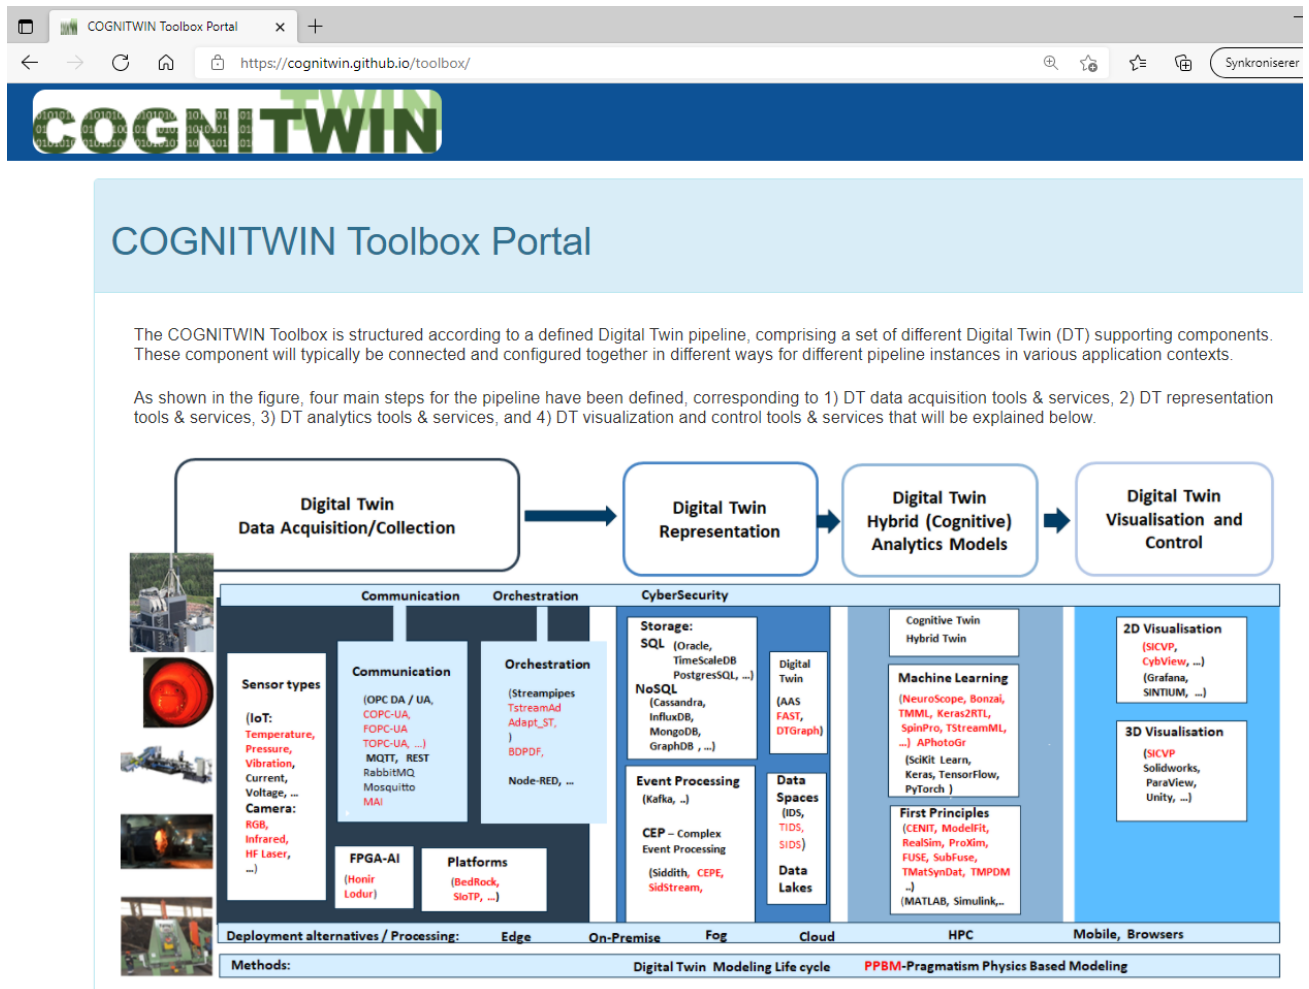 COGNITWIN Toolbox Portal
https://cognitwin.github.io/toolbox/
Synkroniserer
COGNITWIN
COGNITWIN Toolbox Portal
The COGNITWIN Toolbox is structured according to a defined Digital Twin pipeline, comprising a set of different Digital Twin (DT) supporting components.
These component will typically be connected and configured together in different ways for different pipeline instances in various application contexts.
As shown in the figure, four main steps for the pipeline have been defined, corresponding to 1) DT data acquisition tools & services, 2) DT representation
tools & services, 3) DT analytics tools & services, and 4) DT visualization and control tools & services that will be explained below.
Digital Twin
Data Acquisition/Collection
Digital Twin
Representation
Digital Twin
Hybrid (Cognitive)
Analytics Models
Digital Twin
Visualisation and
Control
Communication Orchestration CyberSecurity
Sensor types
(IoT:
Temperature,
Pressure,
Vibration,
Current,
Voltage, ...
Camera:
RGB,
Infrared,
HF Laser,
...)
Communication
(OPC DA / UA,
COPC-UA,
FOPC-UA
TOPC-UA, ...)
MQTT, REST
RabbitMQ
Mosquitto
MAI
FPGA-AI
(Honir
Lodur)
Orchestration
(Streampipes
TstreamAd
Adapt_ST,
)
BDPDF,
Node-RED, ...
Platforms
(BedRock,
SIoTP, ...)
Storage:
SQL (Oracle,
TimeScaleDB
PostgresSQL, ...)
NoSQL
(Cassandra,
InfluxDB,
MongoDB,
GraphDB , ...)
Event Processing
(Kafka, ..)
CEP – Complex
Event Processing
(Siddith, CEPE,
SidStream,
Digital
Twin
(AAS
FAST,
DTGraph)
Data
Spaces
(IDS,
TIDS,
SIDS)
Data
Lakes
Cognitive Twin
Hybrid Twin
Machine Learning
(NeuroScope, Bonzai,
TMML, Keras2RTL,
SpinPro, TStreamML,
...) APhotoGr
(SciKit Learn,
Keras, TensorFlow,
PyTorch )
First Principles
(CENIT, ModelFit,
RealSim, ProXim,
FUSE, SubFuse,
TMatSynDat, TMPDM
..)
(MATLAB, Simulink,..
2D Visualisation
(SICVP,
CybView, ...)
(Grafana,
SINTIUM, ...)
3D Visualisation
(SICVP
Solidworks,
ParaView,
Unity, ...)
Deployment alternatives / Processing: Edge On-Premise Fog Cloud HPC Mobile, Browsers
Methods: Digital Twin Modeling Life cycle PPBM-Pragmatism Physics Based Modeling